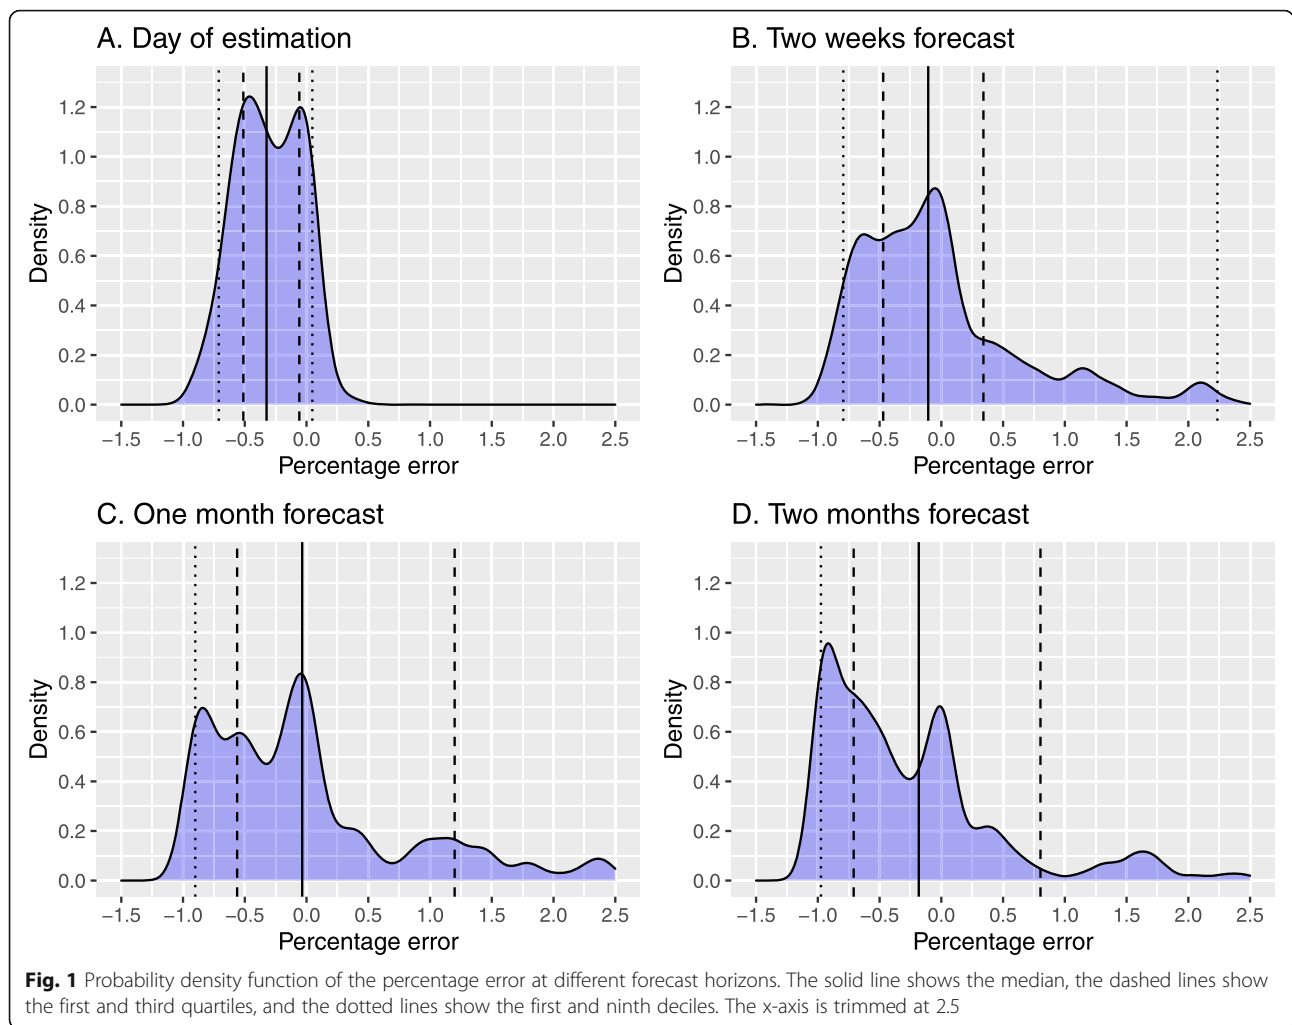 A. Day of estimation
Density
1.2
1.0
0.8
0.6
0.4
0.2
0.0
−1.5 −1.0 −0.5 0.0 0.5 1.0 1.5 2.0 2.5
Percentage error
B. Two weeks forecast
Density
1.2
1.0
0.8
0.6
0.4
0.2
0.0
−1.5 −1.0 −0.5 0.0 0.5 1.0 1.5 2.0 2.5
Percentage error
C. One month forecast
Density
1.2
1.0
0.8
0.6
0.4
0.2
0.0
−1.5 −1.0 −0.5 0.0 0.5 1.0 1.5 2.0 2.5
Percentage error
D. Two months forecast
Density
1.2
1.0
0.8
0.6
0.4
0.2
0.0
−1.5 −1.0 −0.5 0.0 0.5 1.0 1.5 2.0 2.5
Percentage error
Fig. 1 Probability density function of the percentage error at different forecast horizons. The solid line shows the median, the dashed lines show
the first and third quartiles, and the dotted lines show the first and ninth deciles. The x-axis is trimmed at 2.5